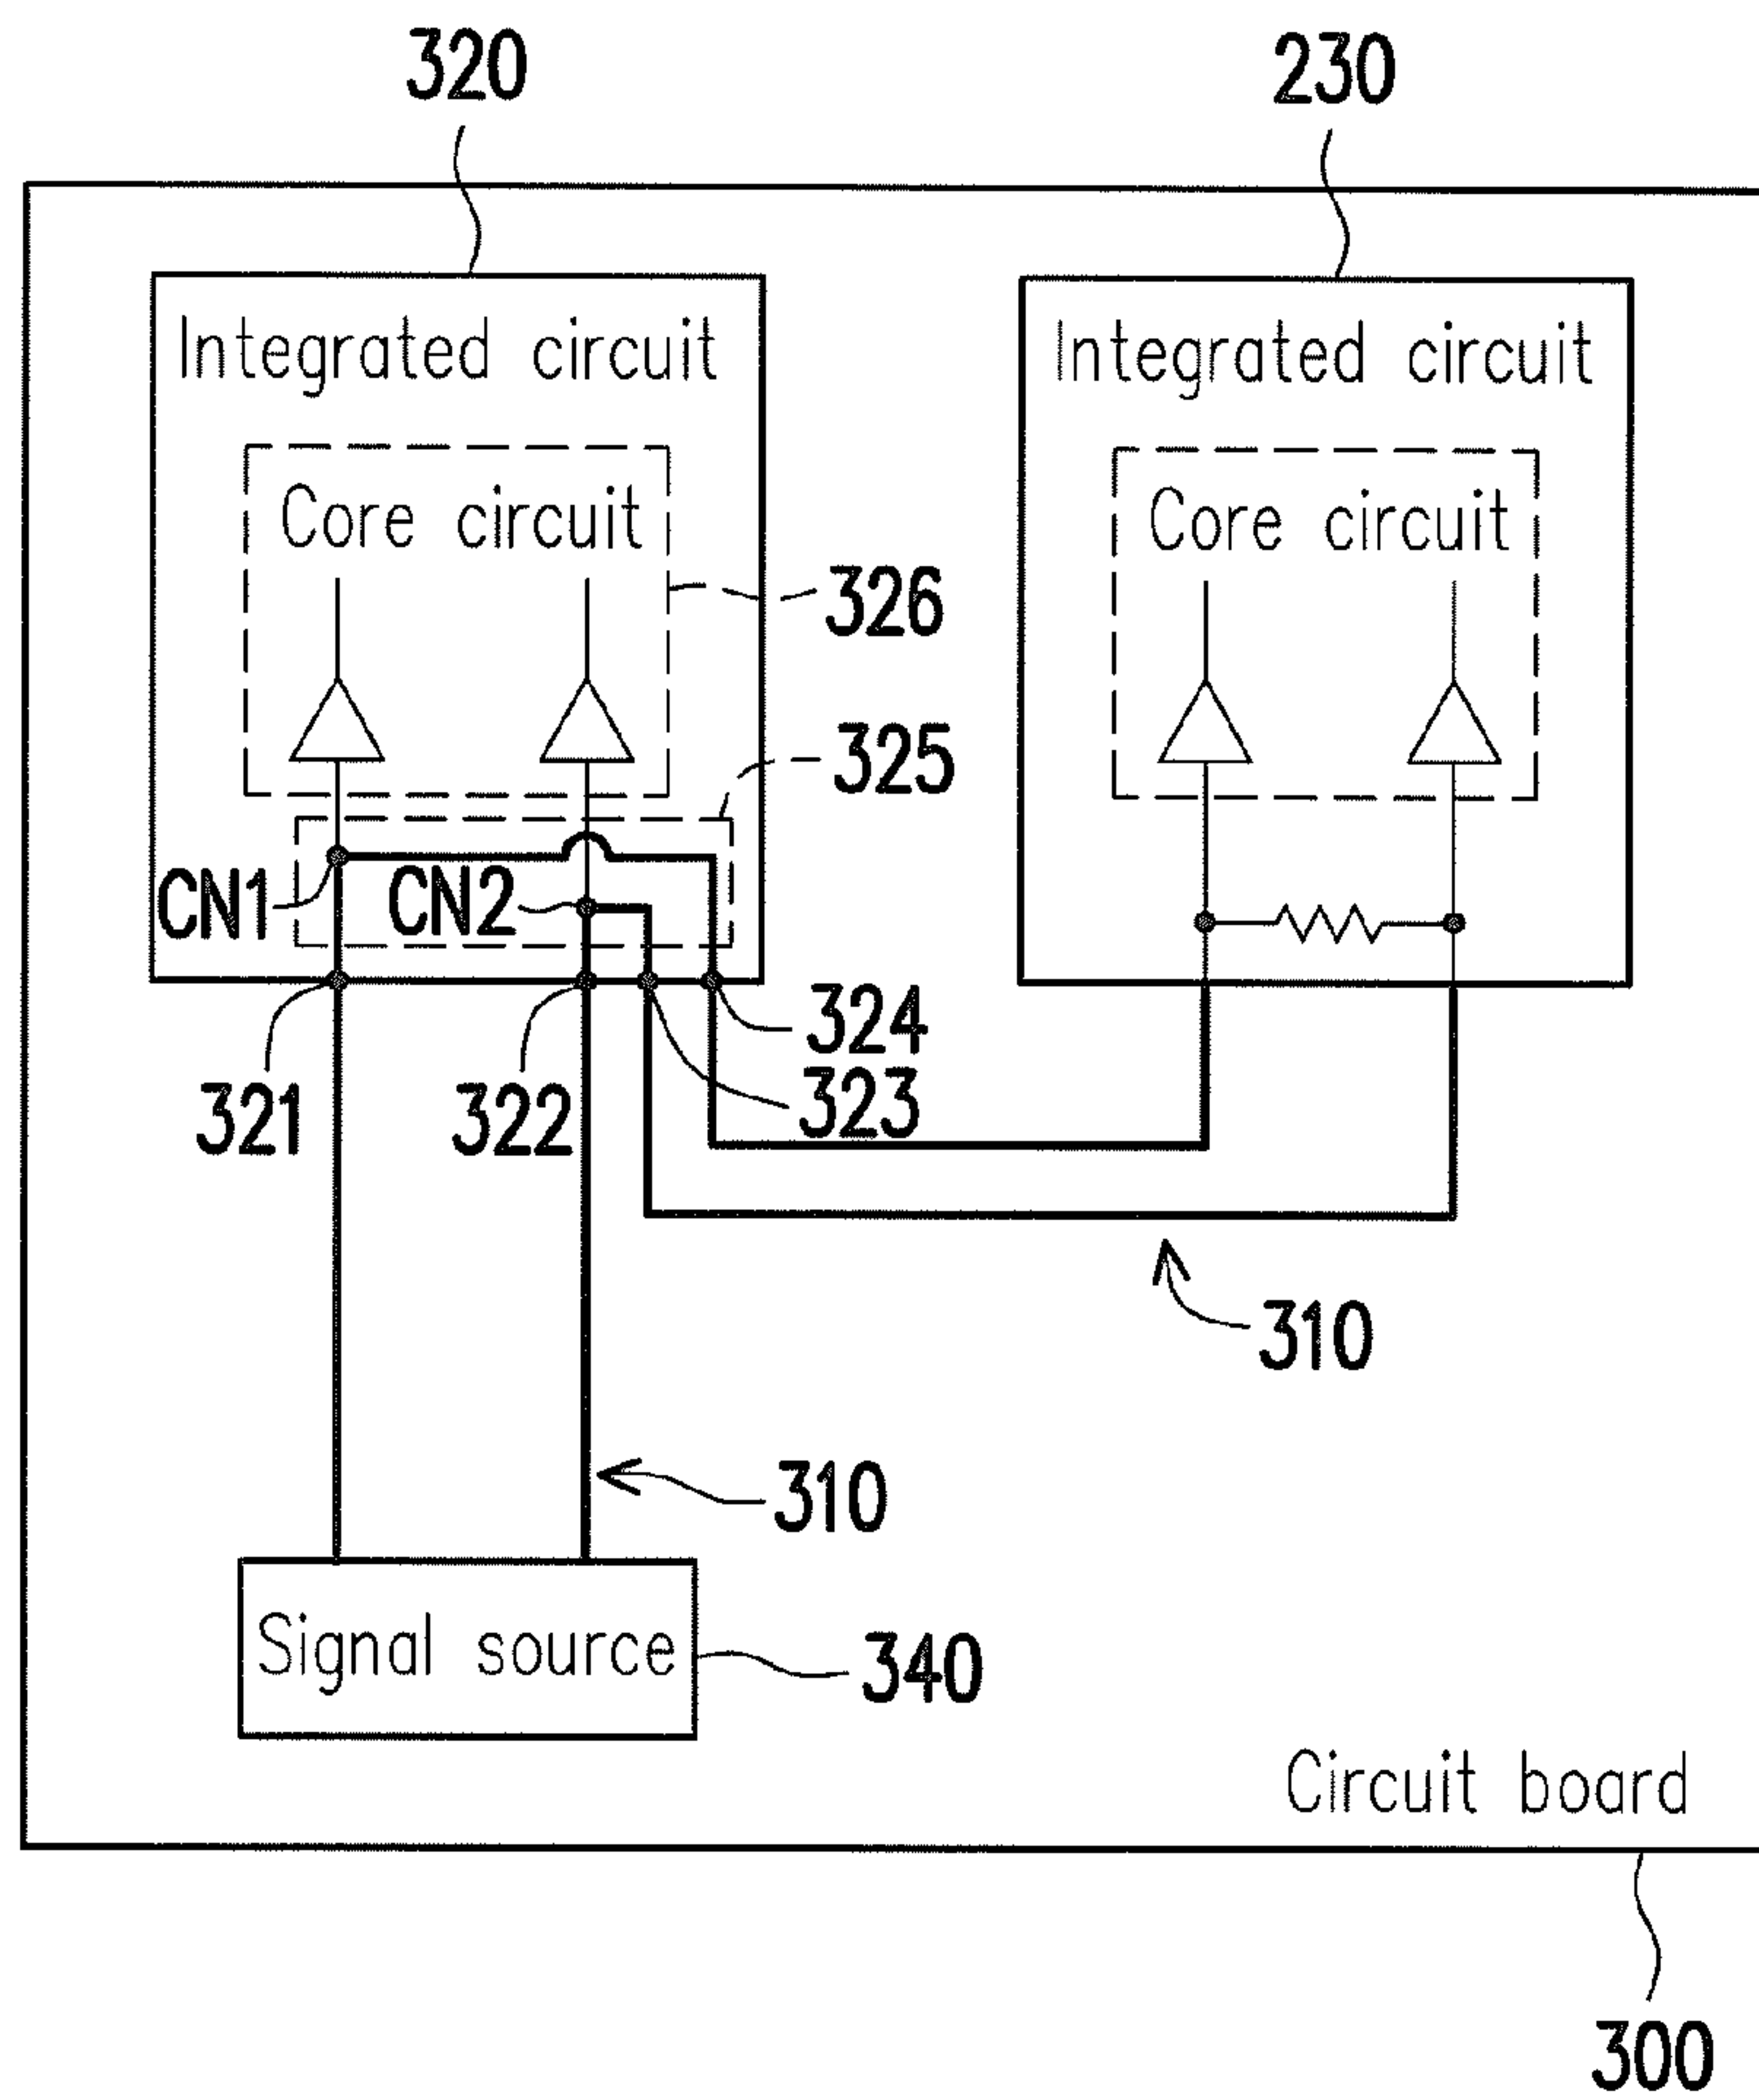 320 230
Integrated circuit Integrated circuit
Core circuit Core circuit
326
325
CN1 CN2
324
323
321 322
310
310
Signal source
340
Circuit board
300